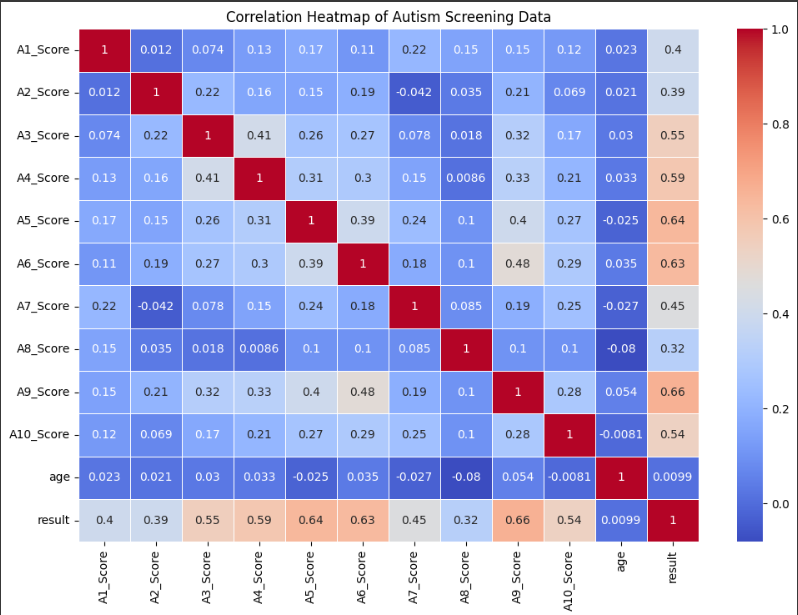 Correlation Heatmap of Autism Screening Data
A1_Score 1 0.012 0.074 0.13 0.17 0.11 0.22 0.15 0.15 0.12 0.023 0.4
A2_Score 0.012 1 0.22 0.16 0.15 0.19 -0.042 0.035 0.21 0.069 0.021 0.39
A3_Score 0.074 0.22 1 0.41 0.26 0.27 0.078 0.018 0.32 0.17 0.03 0.55
A4_Score 0.13 0.16 0.41 1 0.31 0.3 0.15 0.0086 0.33 0.21 0.033 0.59
A5_Score 0.17 0.15 0.26 0.31 1 0.39 0.24 0.1 0.4 0.27 -0.025 0.64
A6_Score 0.11 0.19 0.27 0.3 0.39 1 0.18 0.1 0.48 0.29 0.035 0.63
A7_Score 0.22 -0.042 0.078 0.15 0.24 0.18 1 0.085 0.19 0.25 -0.027 0.45
A8_Score 0.15 0.035 0.018 0.0086 0.1 0.1 0.085 1 0.1 0.1 -0.08 0.32
A9_Score 0.15 0.21 0.32 0.33 0.4 0.48 0.19 0.1 1 0.28 0.054 0.66
A10_Score 0.12 0.069 0.17 0.21 0.27 0.29 0.25 0.1 0.28 1 -0.0081 0.54
age 0.023 0.021 0.03 0.033 -0.025 0.035 -0.027 -0.08 0.054 -0.0081 1 0.0099
result 0.4 0.39 0.55 0.59 0.64 0.63 0.45 0.32 0.66 0.54 0.0099 1
A1_Score A2_Score A3_Score A4_Score A5_Score A6_Score A7_Score A8_Score A9_Score A10_Score age result
1.0
0.8
0.6
0.4
0.2
0.0